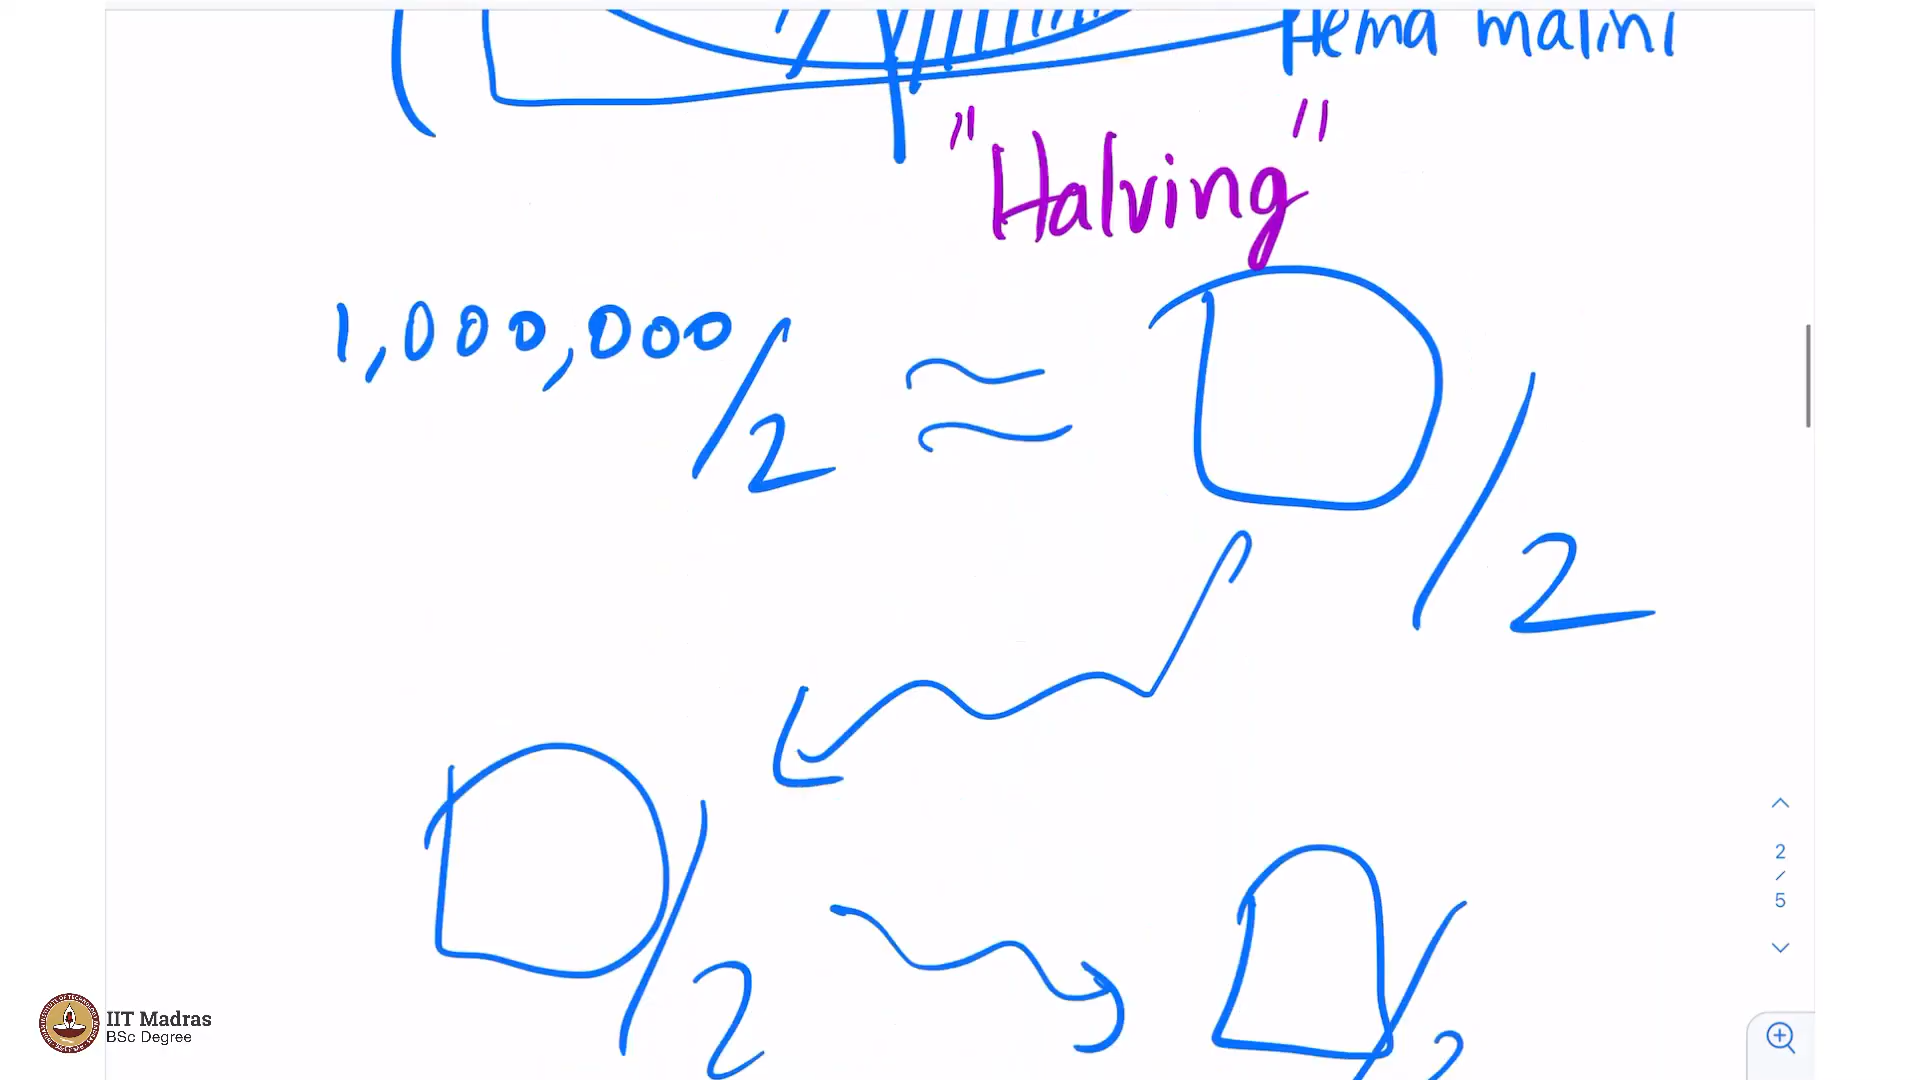 Hema malini
"Halving"
1,000,000/2 ≈ /2
/2
/2
2
/
5
IIT Madras
BSc Degree